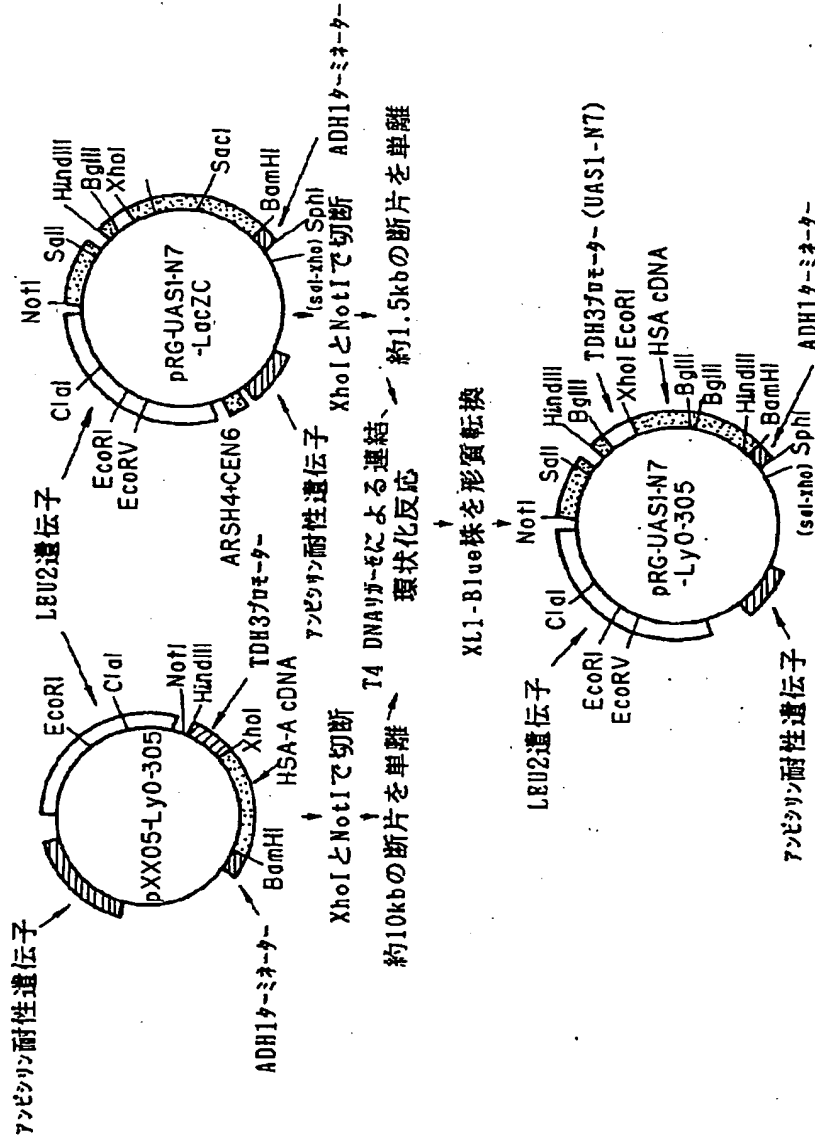 アンピシリン耐性遺伝子
LEU2遺伝子
EcoRI
ClaI
NotI
HindIII
TDH3プロモーター
XhoI
HSA-A cDNA
BamHI
ADH1ターミネーター
pXX05-LyO-305
NotI
SalI
HindIII
BglII
XhoI
SacI
BamHI
SphI
(sal-xho)
ADH1ターミネーター
ClaI
EcoRI
EcoRV
ARSH4+CEN6
アンピシリン耐性遺伝子
pRG-UAS1-N7
-LacZC
XhoIとNotIで切断
約10kbの断片を単離
XhoIとNotIで切断
約1.5kbの断片を単離
T4 DNAリガーゼによる連結、
環状化反応
XL1-Blue株を形質転換
LEU2遺伝子
NotI
SalI
HindIII
BglII
TDH3プロモーター(UAS1-N7)
XhoI EcoRI
HSA cDNA
BglII
BglII
HindIII
BamHI
SphI
(sal-xho)
ADH1ターミネーター
ClaI
EcoRI
EcoRV
pRG-UAS1-N7
-LyO-305
アンピシリン耐性遺伝子